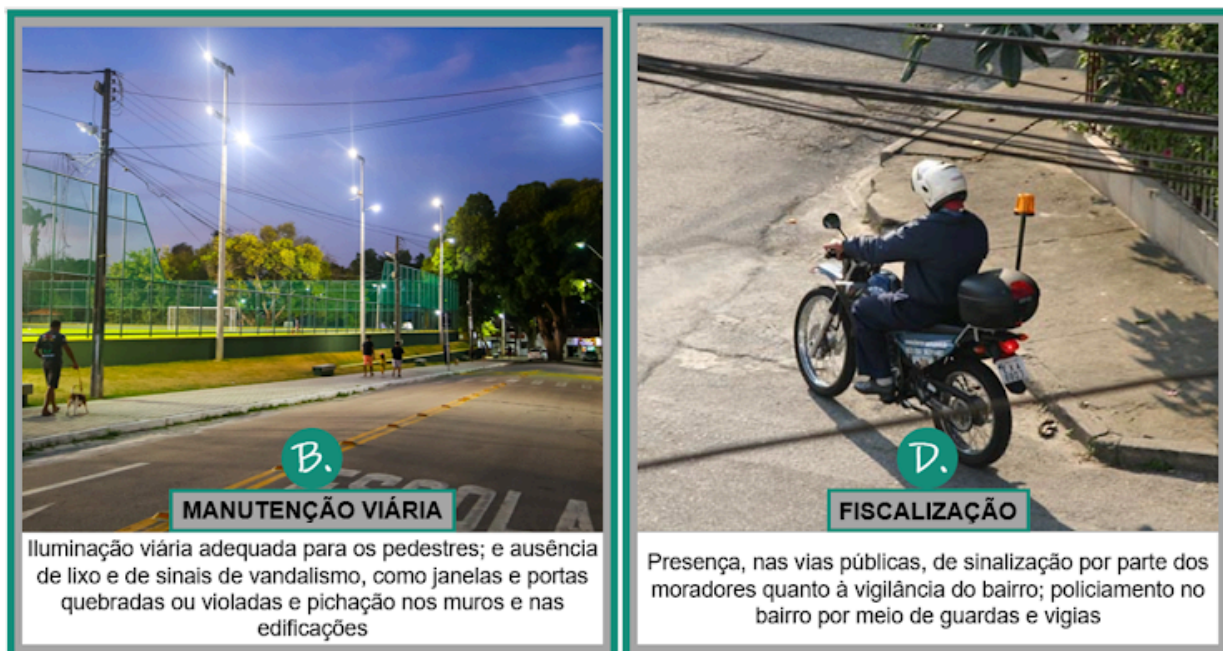 ESCOLA
B.
MANUTENÇÃO VIÁRIA
Iluminação viária adequada para os pedestres; e ausência
de lixo e de sinais de vandalismo, como janelas e portas
quebradas ou violadas e pichação nos muros e nas
edificações
D.
FISCALIZAÇÃO
Presença, nas vias públicas, de sinalização por parte dos
moradores quanto à vigilância do bairro; policiamento no
bairro por meio de guardas e vigias